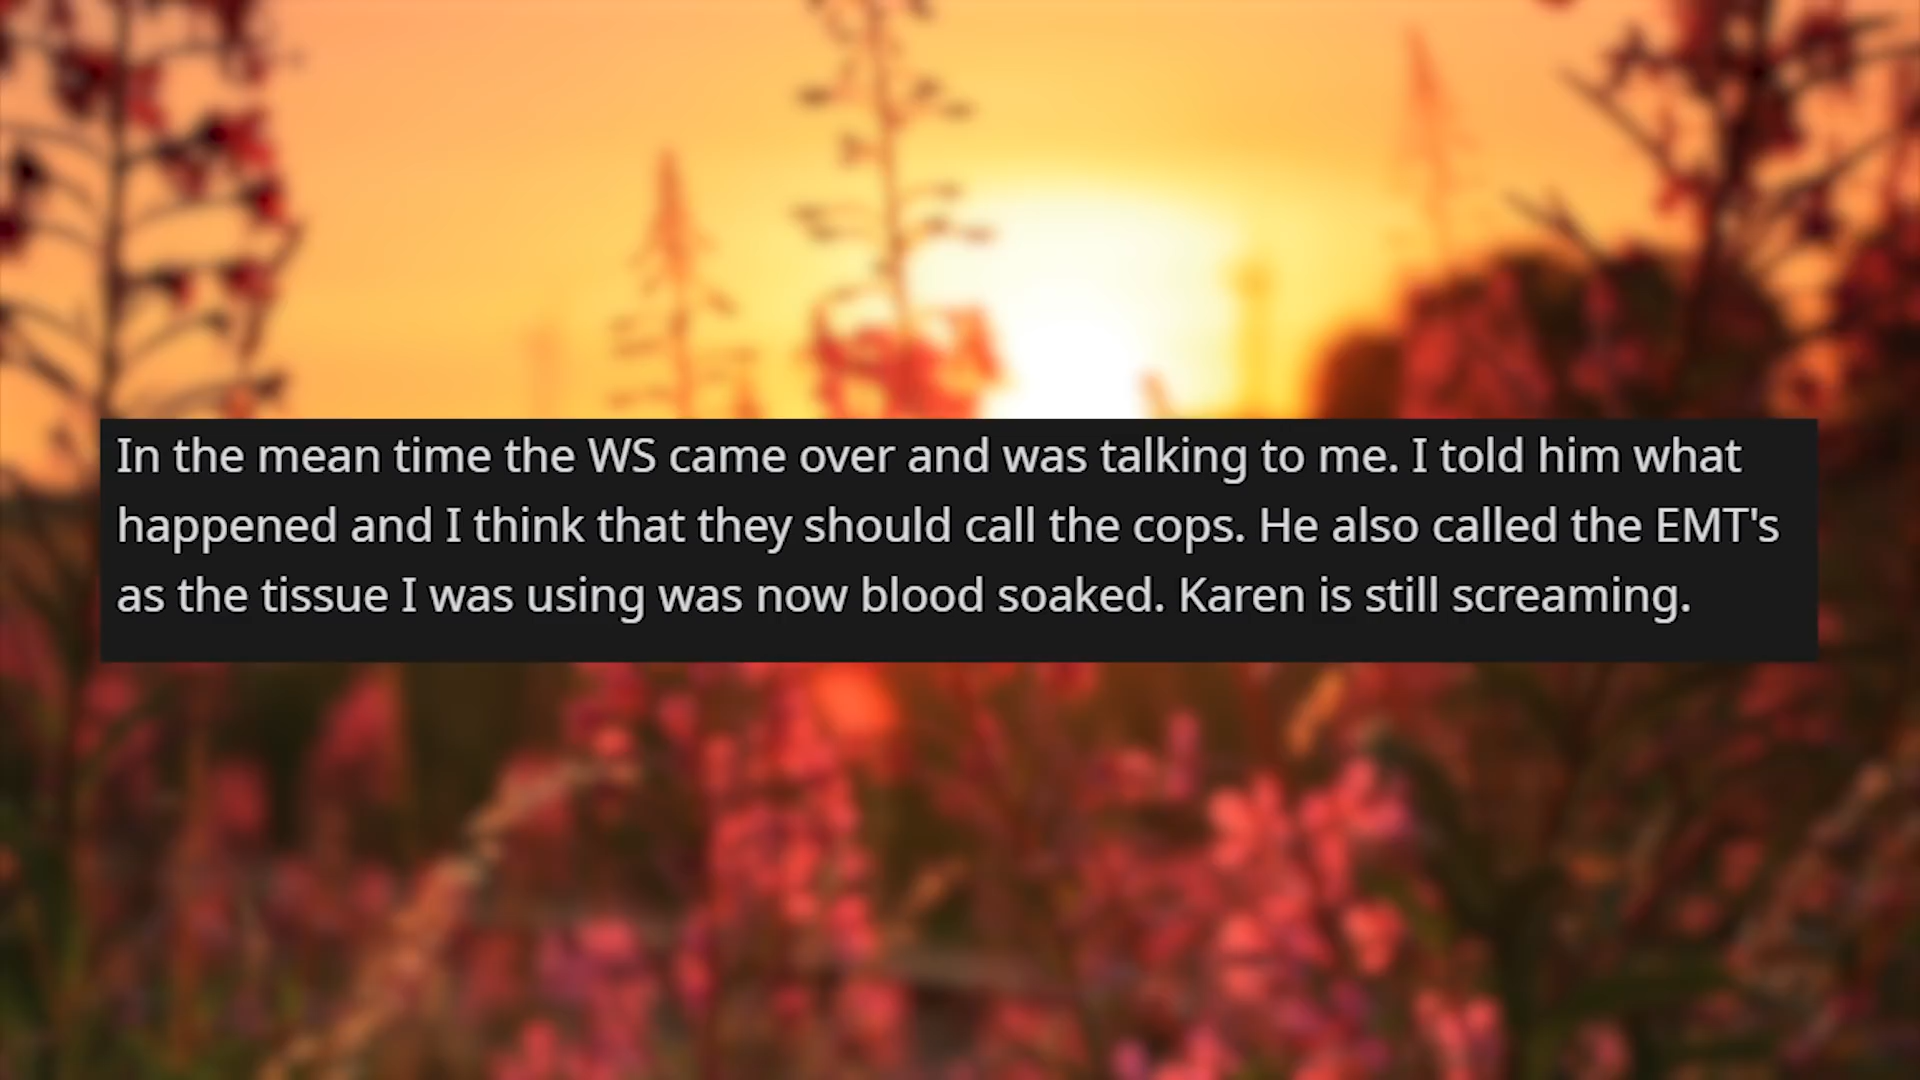 In the mean time the WS came over and was talking to me. I told him what
happened and I think that they should call the cops. He also called the EMT's
as the tissue I was using was now blood soaked. Karen is still screaming.